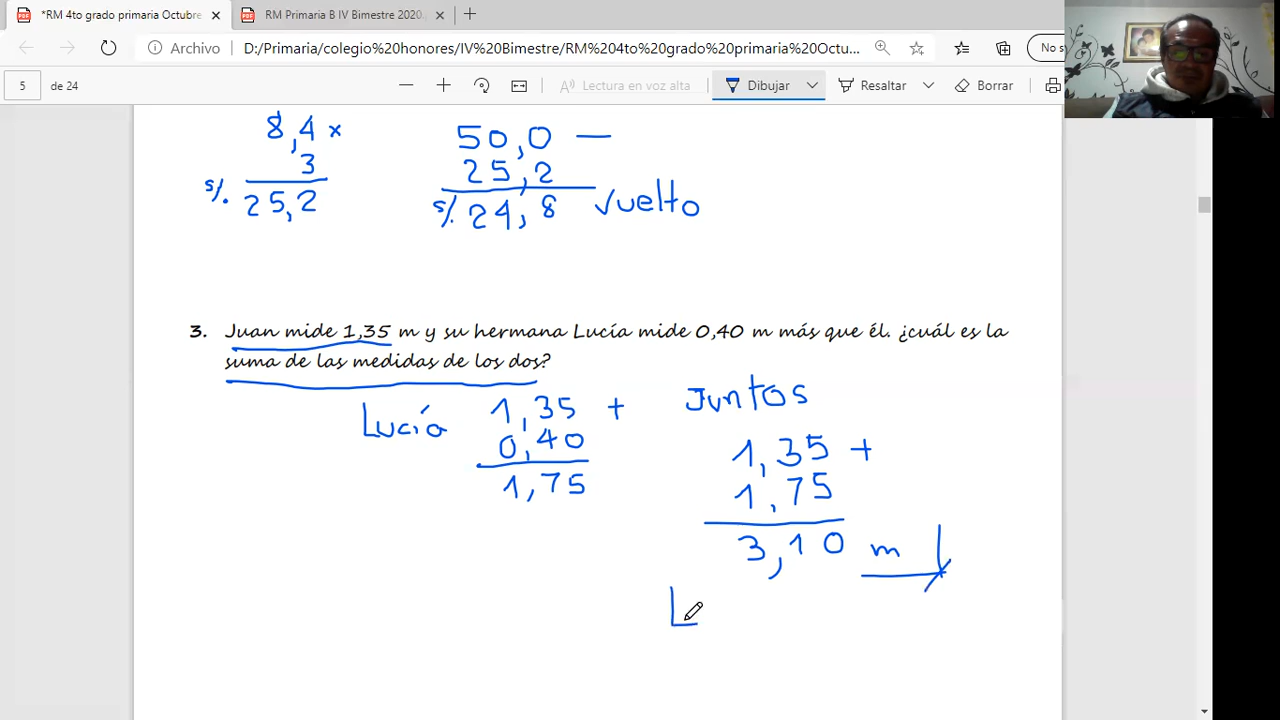 *RM 4to grado primaria Octubre
RM Primaria B IV Bimestre 2020.
Archivo
D:/Primaria/colegio%20honores/IV%20Bimestre/RM%204to%20grado%20primaria%20Octu...
No s
5
de 24
Lectura en voz alta
Dibujar
Resaltar
Borrar
8,4 x
3
s/. 25,2
50,0 —
25,2
s/. 24,8 vuelto
3. Juan mide 1,35 m y su hermana Lucía mide 0,40 m más que él. ¿cuál es la
suma de las medidas de los dos?
Lucía 1,35 +
0,40
1,75
Juntos
1,35 +
1,75
3,10 m
L